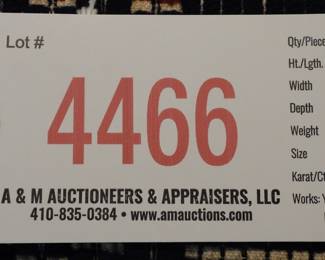 Lot #
4466
A & M AUCTIONEERS & APPRAISERS, LLC
410-835-0384 • www.amauctions.com
Qty/Piece
Ht./Lgth.
Width
Depth
Weight
Size
Karat/Ct
Works: Y